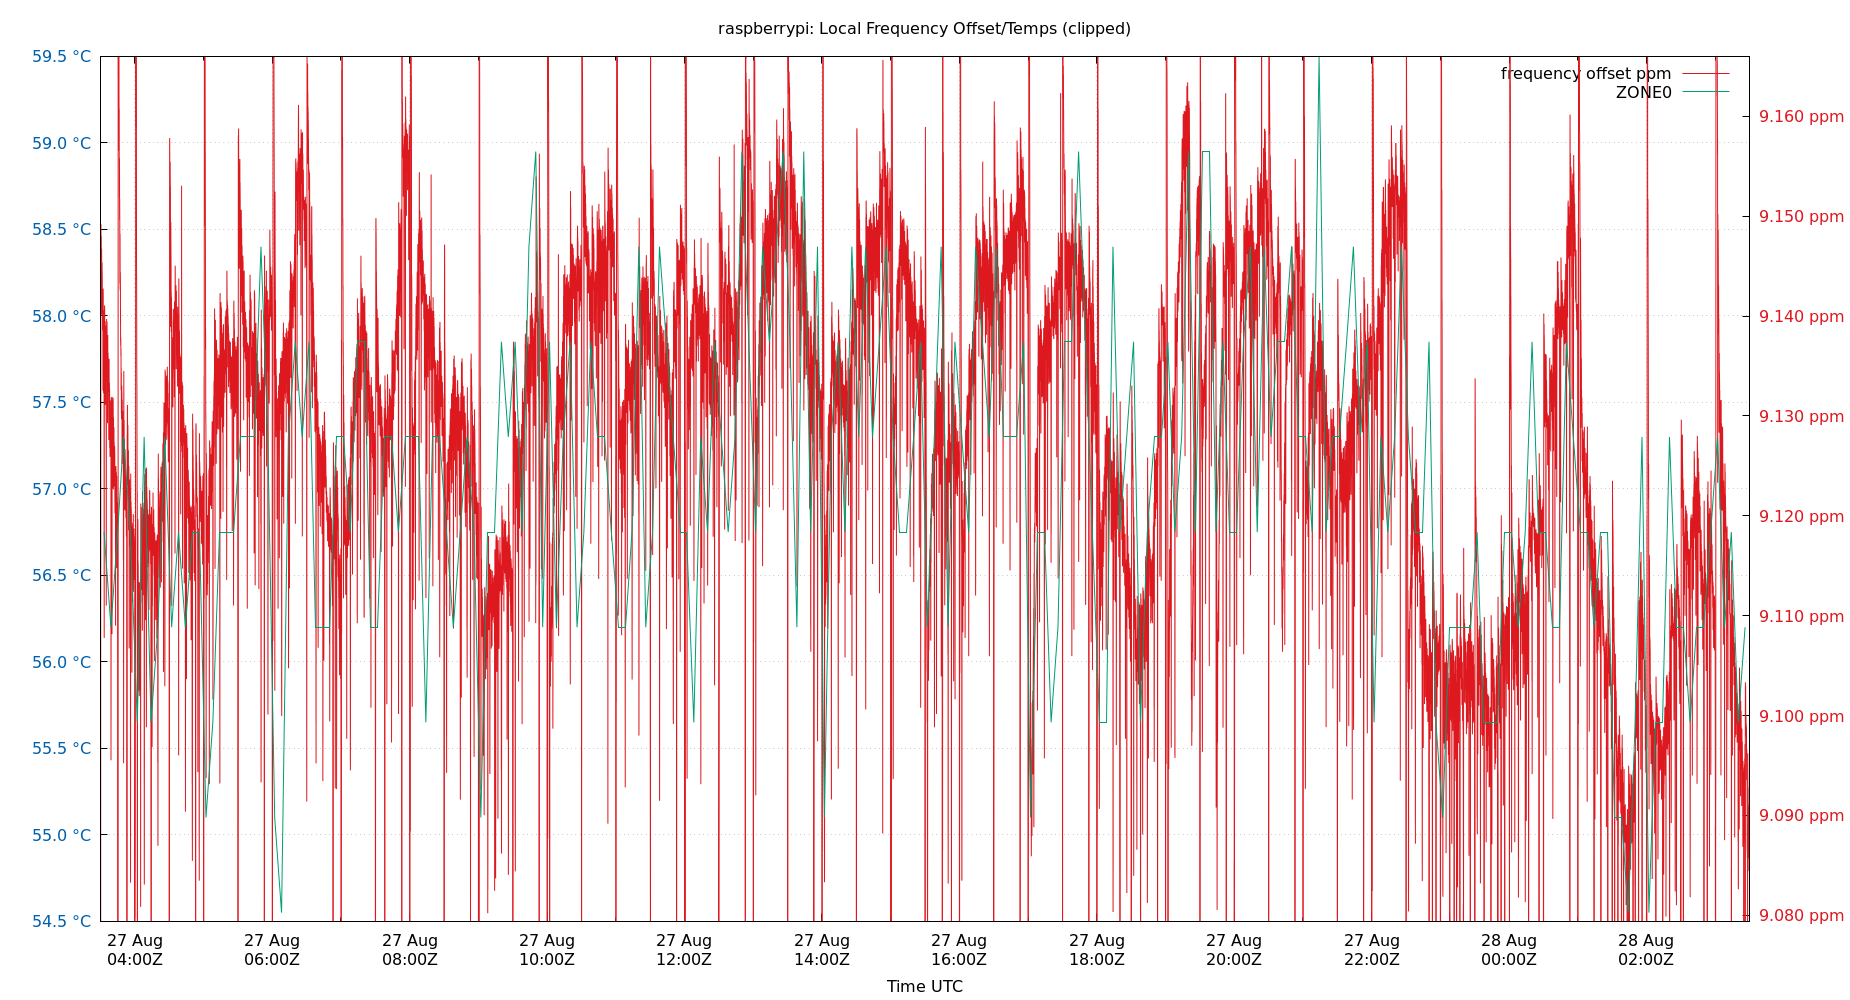 raspberrypi: Local Frequency Offset/Temps (clipped)
59.5 °C
59.0 °C
58.5 °C
58.0 °C
57.5 °C
57.0 °C
56.5 °C
56.0 °C
55.5 °C
55.0 °C
54.5 °C
frequency offset ppm
ZONE0
9.160 ppm
9.150 ppm
9.140 ppm
9.130 ppm
9.120 ppm
9.110 ppm
9.100 ppm
9.090 ppm
9.080 ppm
27 Aug 27 Aug 27 Aug 27 Aug 27 Aug 27 Aug 27 Aug 27 Aug 27 Aug 27 Aug 28 Aug 28 Aug
04:00Z 06:00Z 08:00Z 10:00Z 12:00Z 14:00Z 16:00Z 18:00Z 20:00Z 22:00Z 00:00Z 02:00Z
Time UTC